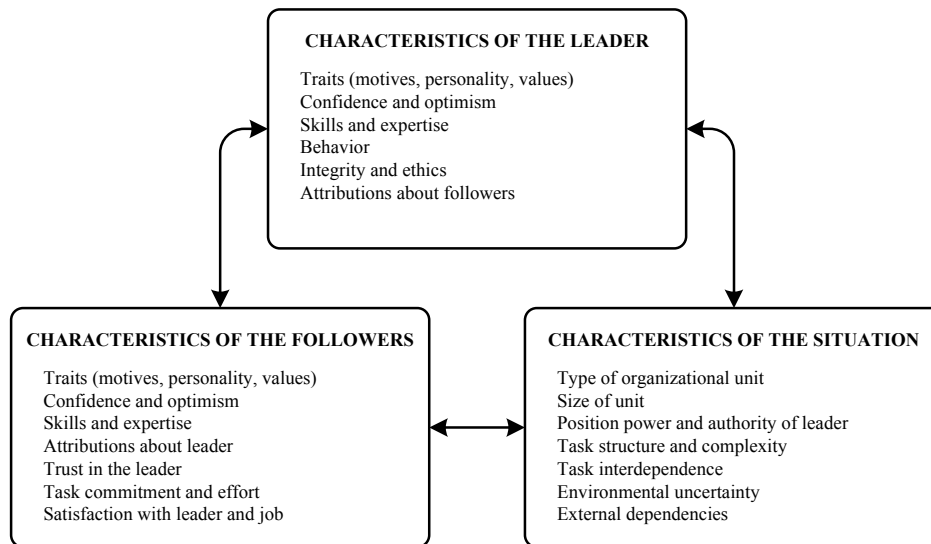 CHARACTERISTICS OF THE LEADER
Traits (motives, personality, values)
Confidence and optimism
Skills and expertise
Behavior
Integrity and ethics
Attributions about followers
CHARACTERISTICS OF THE FOLLOWERS
Traits (motives, personality, values)
Confidence and optimism
Skills and expertise
Attributions about leader
Trust in the leader
Task commitment and effort
Satisfaction with leader and job
CHARACTERISTICS OF THE SITUATION
Type of organizational unit
Size of unit
Position power and authority of leader
Task structure and complexity
Task interdependence
Environmental uncertainty
External dependencies